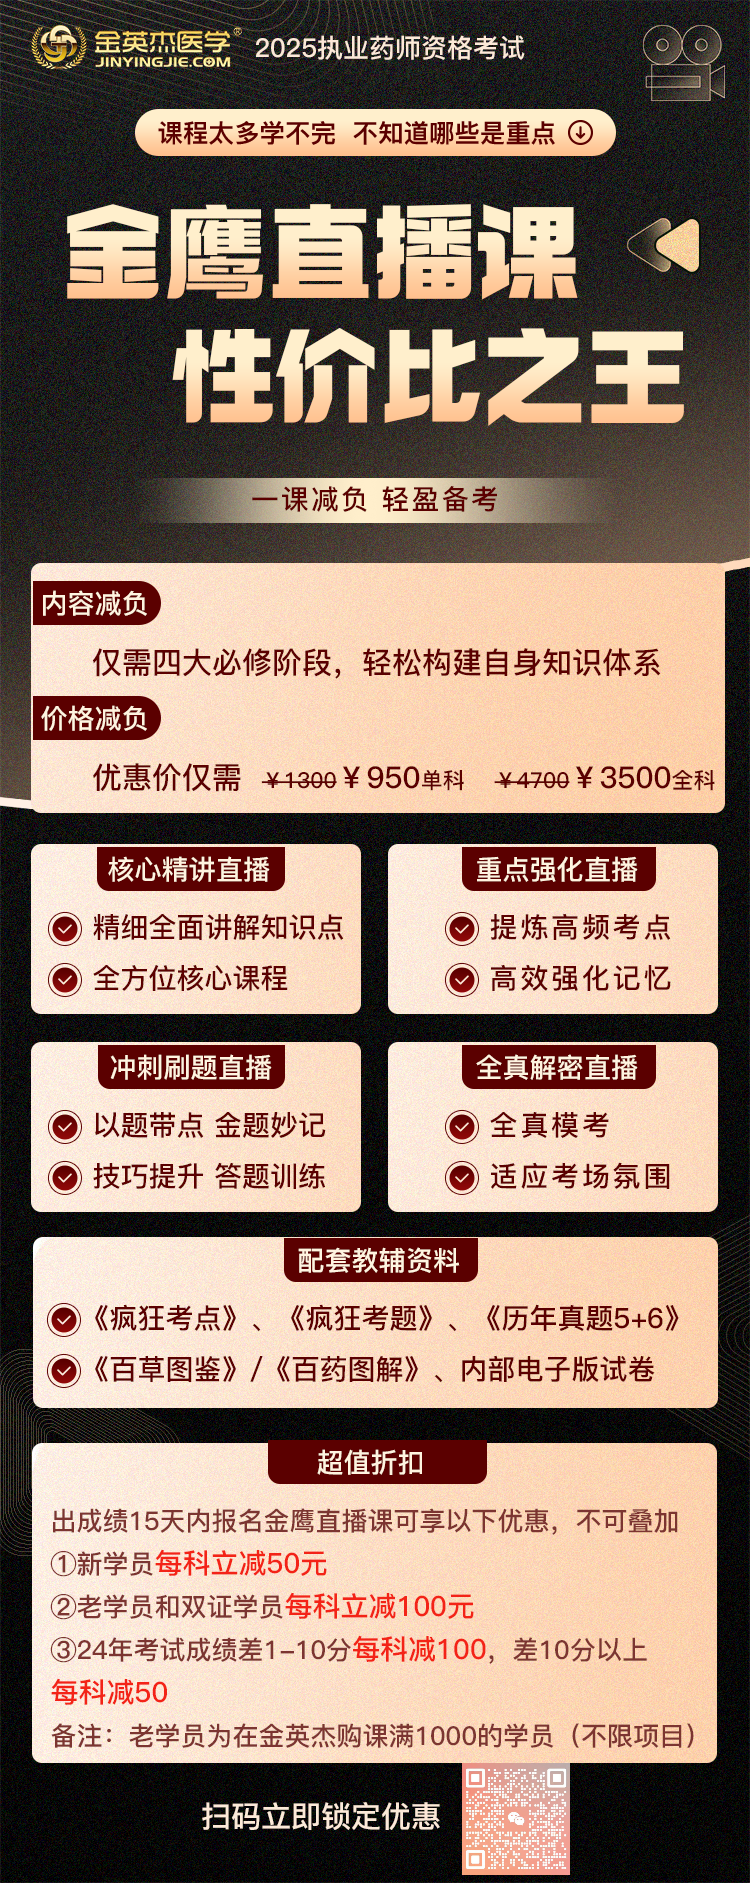 金英杰医学®
JINYINGJIE.COM
2025执业药师资格考试
课程太多学不完 不知道哪些是重点
金鹰直播课
性价比之王
一课减负 轻盈备考
内容减负
仅需四大必修阶段，轻松构建自身知识体系
价格减负
优惠价仅需 ￥1300￥950单科 ￥4700￥3500全科
核心精讲直播
精细全面讲解知识点
全方位核心课程
重点强化直播
提炼高频考点
高效强化记忆
冲刺刷题直播
以题带点 金题妙记
技巧提升 答题训练
全真解密直播
全真模考
适应考场氛围
配套教辅资料
《疯狂考点》、《疯狂考题》、《历年真题5+6》
《百草图鉴》/《百药图解》、内部电子版试卷
超值折扣
出成绩15天内报名金鹰直播课可享以下优惠，不可叠加
①新学员每科立减50元
②老学员和双证学员每科立减100元
③24年考试成绩差1-10分每科减100，差10分以上
每科减50
备注：老学员为在金英杰购课满1000的学员（不限项目）
扫码立即锁定优惠